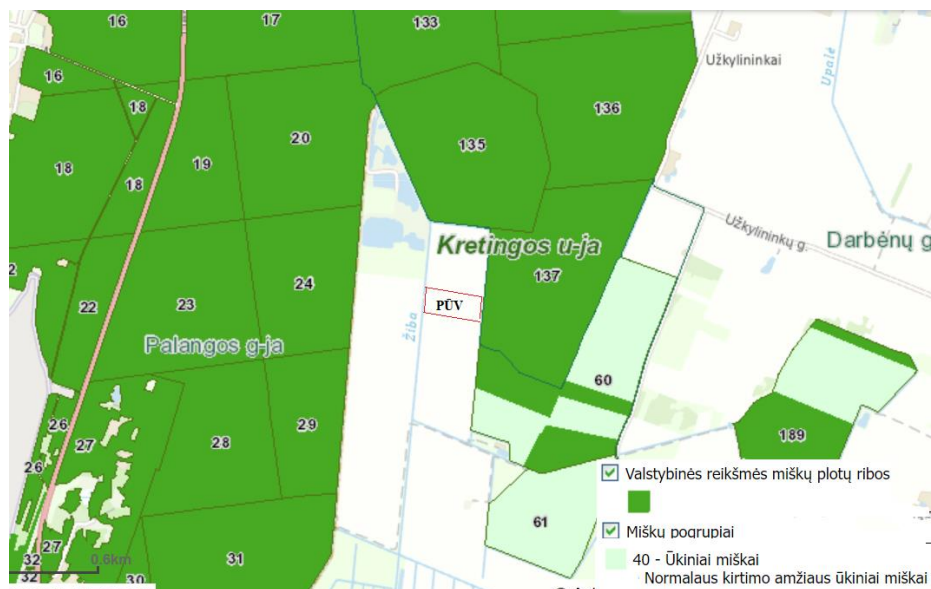 16
17
133
Užkylininkai
Upalė
16
18
136
20
135
19
18
18
Užkylininkų g.
Darbėnų g
Kretingos u-ja
2
24
137
22
23
PŪV
Žiba
Palangos g-ja
60
29
26
27
28
189
26
Valstybinės reikšmės miškų plotų ribos
61
Miškų pogrupiai
27
32
0.6km
31
40 - Ūkiniai miškai
32
30
Normalaus kirtimo amžiaus ūkiniai miškai